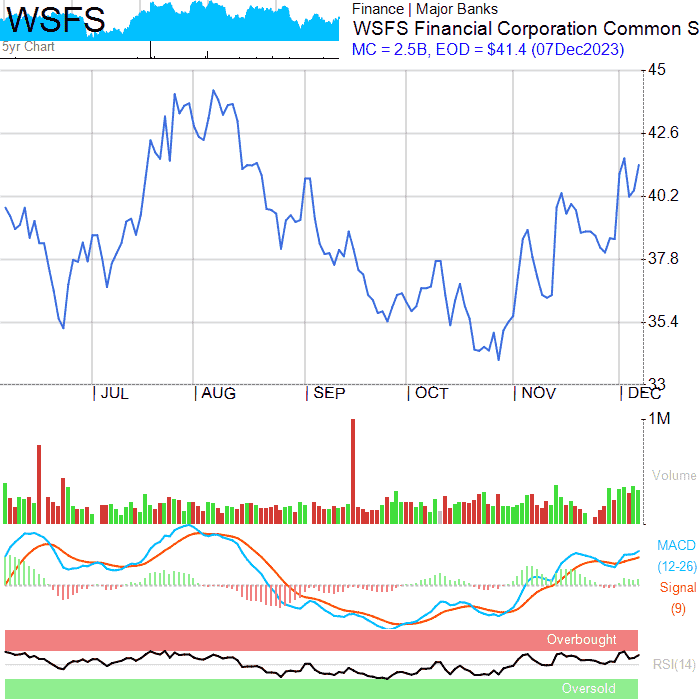 WSFS
5yr Chart
Finance | Major Banks
WSFS Financial Corporation Common S
MC = 2.5B, EOD = $41.4 (07Dec2023)
45
42.6
40.2
37.8
35.4
33
JUL AUG SEP OCT NOV DEC
1M
Volume
MACD
(12-26)
Signal
(9)
Overbought
RSI(14)
Oversold